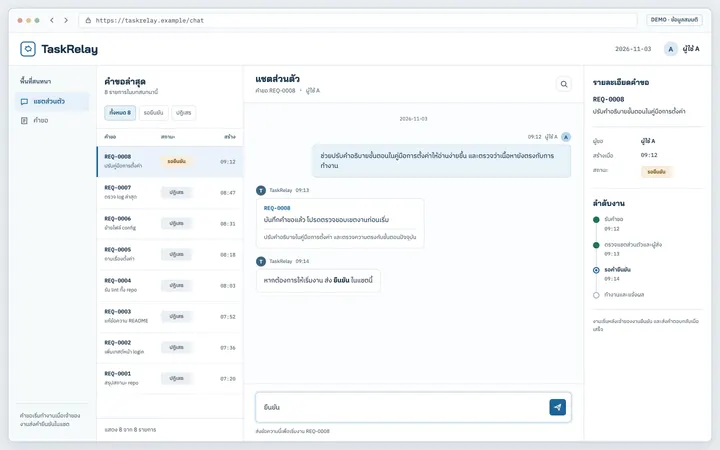 https://taskrelay.example/chat
DEMO · ข้อมูลสมมติ
TaskRelay
2026-11-03
A
ผู้ใช้ A
พื้นที่สนทนา
แชตส่วนตัว
คำขอ
คำขอเริ่มทำงานเมื่อเจ้าของ
งานส่งคำยืนยันในแชต
คำขอล่าสุด
8 รายการในบทสนทนานี้
ทั้งหมด 8
รอยืนยัน
ปฏิเสธ
คำขอ
สถานะ
สร้าง
REQ-0008
ปรับคู่มือการตั้งค่า
รอยืนยัน
09:12
REQ-0007
ตรวจ log ล่าสุด
ปฏิเสธ
08:47
REQ-0006
ย้ายไฟล์ config
ปฏิเสธ
08:31
REQ-0005
ถามเรื่องตั้งค่า
ปฏิเสธ
08:18
REQ-0004
รัน lint ทั้ง repo
ปฏิเสธ
08:03
REQ-0003
แก้ข้อความ README
ปฏิเสธ
07:52
REQ-0002
เพิ่มเทสต์หน้า login
ปฏิเสธ
07:36
REQ-0001
สรุปสถานะ repo
ปฏิเสธ
07:20
แสดง 8 จาก 8 รายการ
แชตส่วนตัว
คำขอ REQ-0008 · ผู้ใช้ A
2026-11-03
09:12 ผู้ใช้ A
A
ช่วยปรับคำอธิบายขั้นตอนในคู่มือการตั้งค่าให้อ่านง่ายขึ้น และตรวจว่าเนื้อหายังตรงกับการ
ทำงาน
T
TaskRelay 09:13
REQ-0008
บันทึกคำขอแล้ว โปรดตรวจขอบเขตงานก่อนเริ่ม
ปรับคำอธิบายในคู่มือการตั้งค่า และตรวจความตรงกับขั้นตอนปัจจุบัน
T
TaskRelay 09:14
หากต้องการให้เริ่มงาน ส่ง ยืนยัน ในแชตนี้
ยืนยัน
ส่งข้อความนี้เพื่อเริ่มงาน REQ-0008
รายละเอียดคำขอ
REQ-0008
ปรับคำอธิบายขั้นตอนในคู่มือการตั้งค่า
ผู้ขอ
ผู้ใช้ A
สร้างเมื่อ
09:12
สถานะ
รอยืนยัน
ลำดับงาน
รับคำขอ
09:12
ตรวจแชตส่วนตัวและผู้ส่ง
09:13
รอคำยืนยัน
09:14
ทำงานและแจ้งผล
งานเริ่มหลังเจ้าของงานยืนยัน และส่งคำตอบกลับเมื่อ
เสร็จ